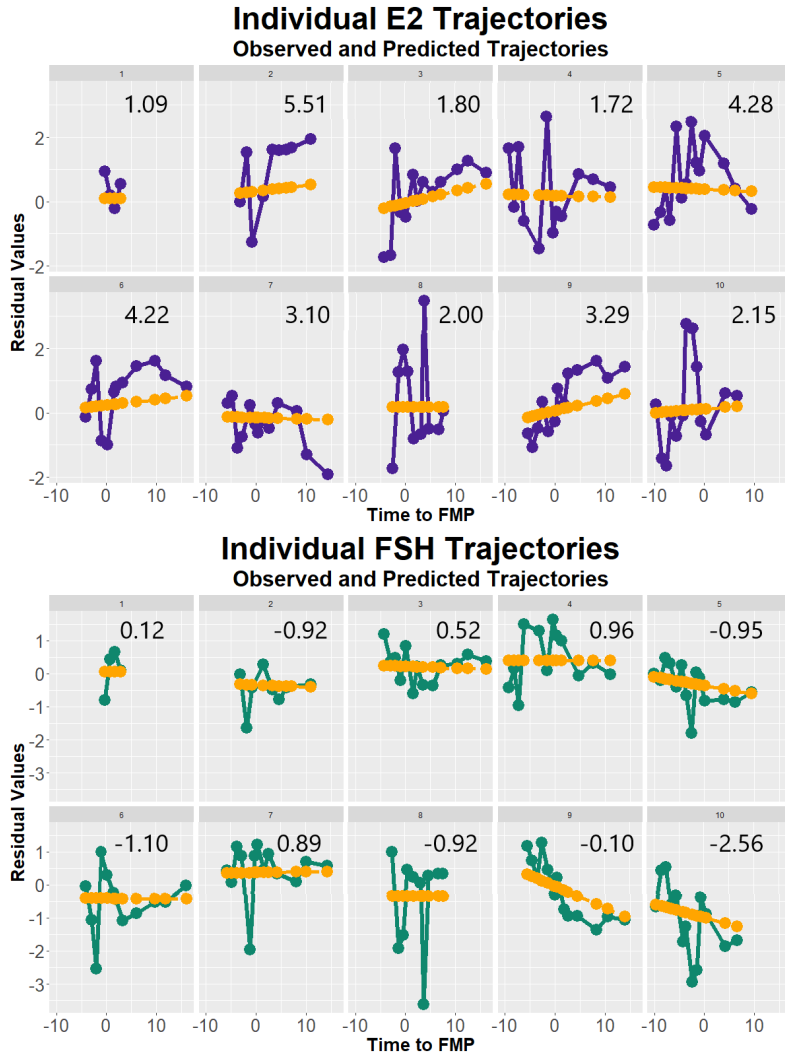 Individual E2 Trajectories
Observed and Predicted Trajectories
1 2 3 4 5
1.09 5.51 1.80 1.72 4.28
2
0
-2
6 7 8 9 10
4.22 3.10 2.00 3.29 2.15
2
0
-2
Residual Values
-10 0 10 -10 0 10 -10 0 10 -10 0 10 -10 0 10
Time to FMP
Individual FSH Trajectories
Observed and Predicted Trajectories
1 2 3 4 5
0.12 -0.92 0.52 0.96 -0.95
1
0
-1
-2
-3
6 7 8 9 10
-1.10 0.89 -0.92 -0.10 -2.56
1
0
-1
-2
-3
Residual Values
-10 0 10 -10 0 10 -10 0 10 -10 0 10 -10 0 10
Time to FMP